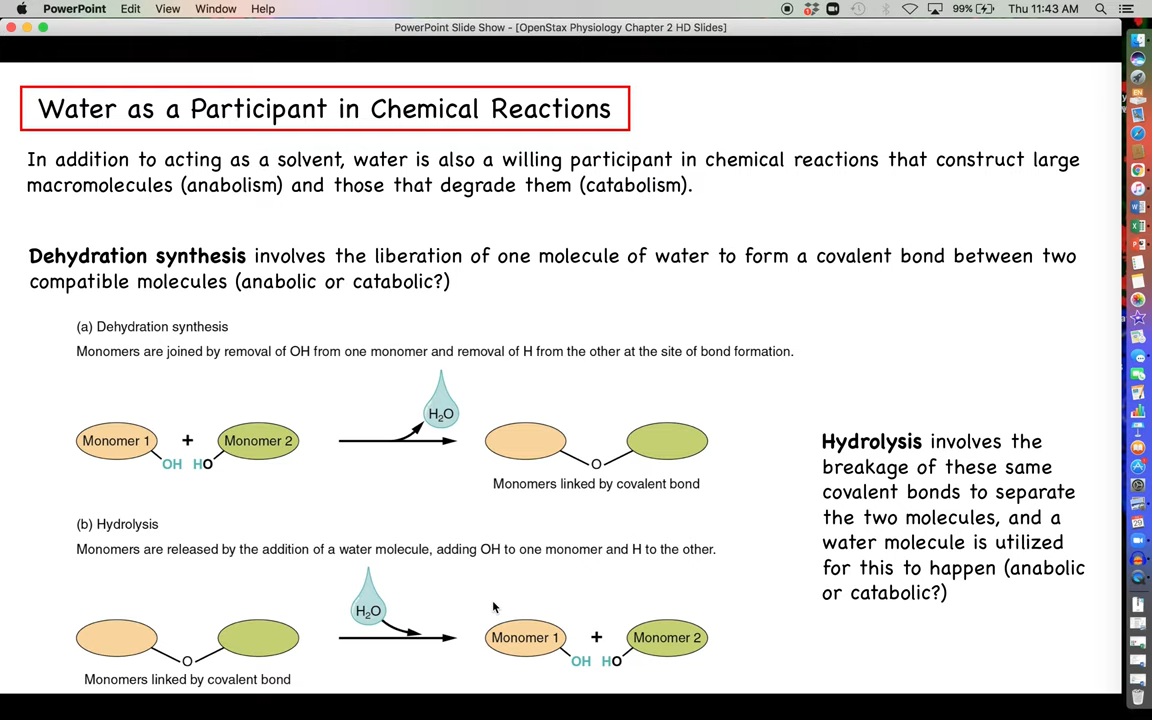 PowerPoint Edit View Window Help 99% Thu 11:43 AM
PowerPoint Slide Show - [OpenStax Physiology Chapter 2 HD Slides]
Water as a Participant in Chemical Reactions
In addition to acting as a solvent, water is also a willing participant in chemical reactions that construct large
macromolecules (anabolism) and those that degrade them (catabolism).
Dehydration synthesis involves the liberation of one molecule of water to form a covalent bond between two
compatible molecules (anabolic or catabolic?)
(a) Dehydration synthesis
Monomers are joined by removal of OH from one monomer and removal of H from the other at the site of bond formation.
H₂O
Monomer 1 + Monomer 2
OH HO
O
Monomers linked by covalent bond
(b) Hydrolysis
Monomers are released by the addition of a water molecule, adding OH to one monomer and H to the other.
H₂O
Monomer 1 + Monomer 2
O
OH HO
Monomers linked by covalent bond
Hydrolysis involves the
breakage of these same
covalent bonds to separate
the two molecules, and a
water molecule is utilized
for this to happen (anabolic
or catabolic?)